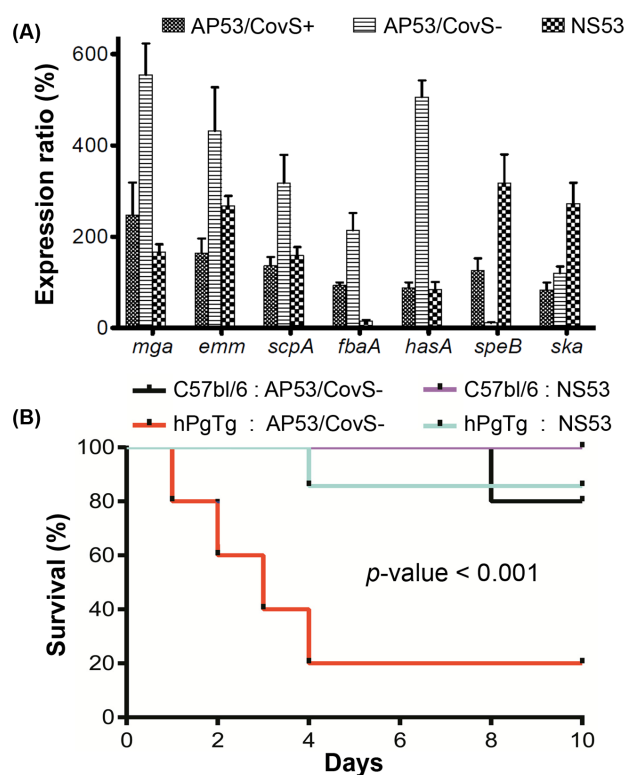 (A) AP53/CovS+ AP53/CovS- NS53
Expression ratio (%)
600
400
200
0
mga emm scpA fbaA hasA speB ska
(B) C57bl/6 : AP53/CovS- C57bl/6 : NS53
hPgTg : AP53/CovS- hPgTg : NS53
Survival (%)
100
80
60
40
20
0
p-value < 0.001
0 2 4 6 8 10
Days